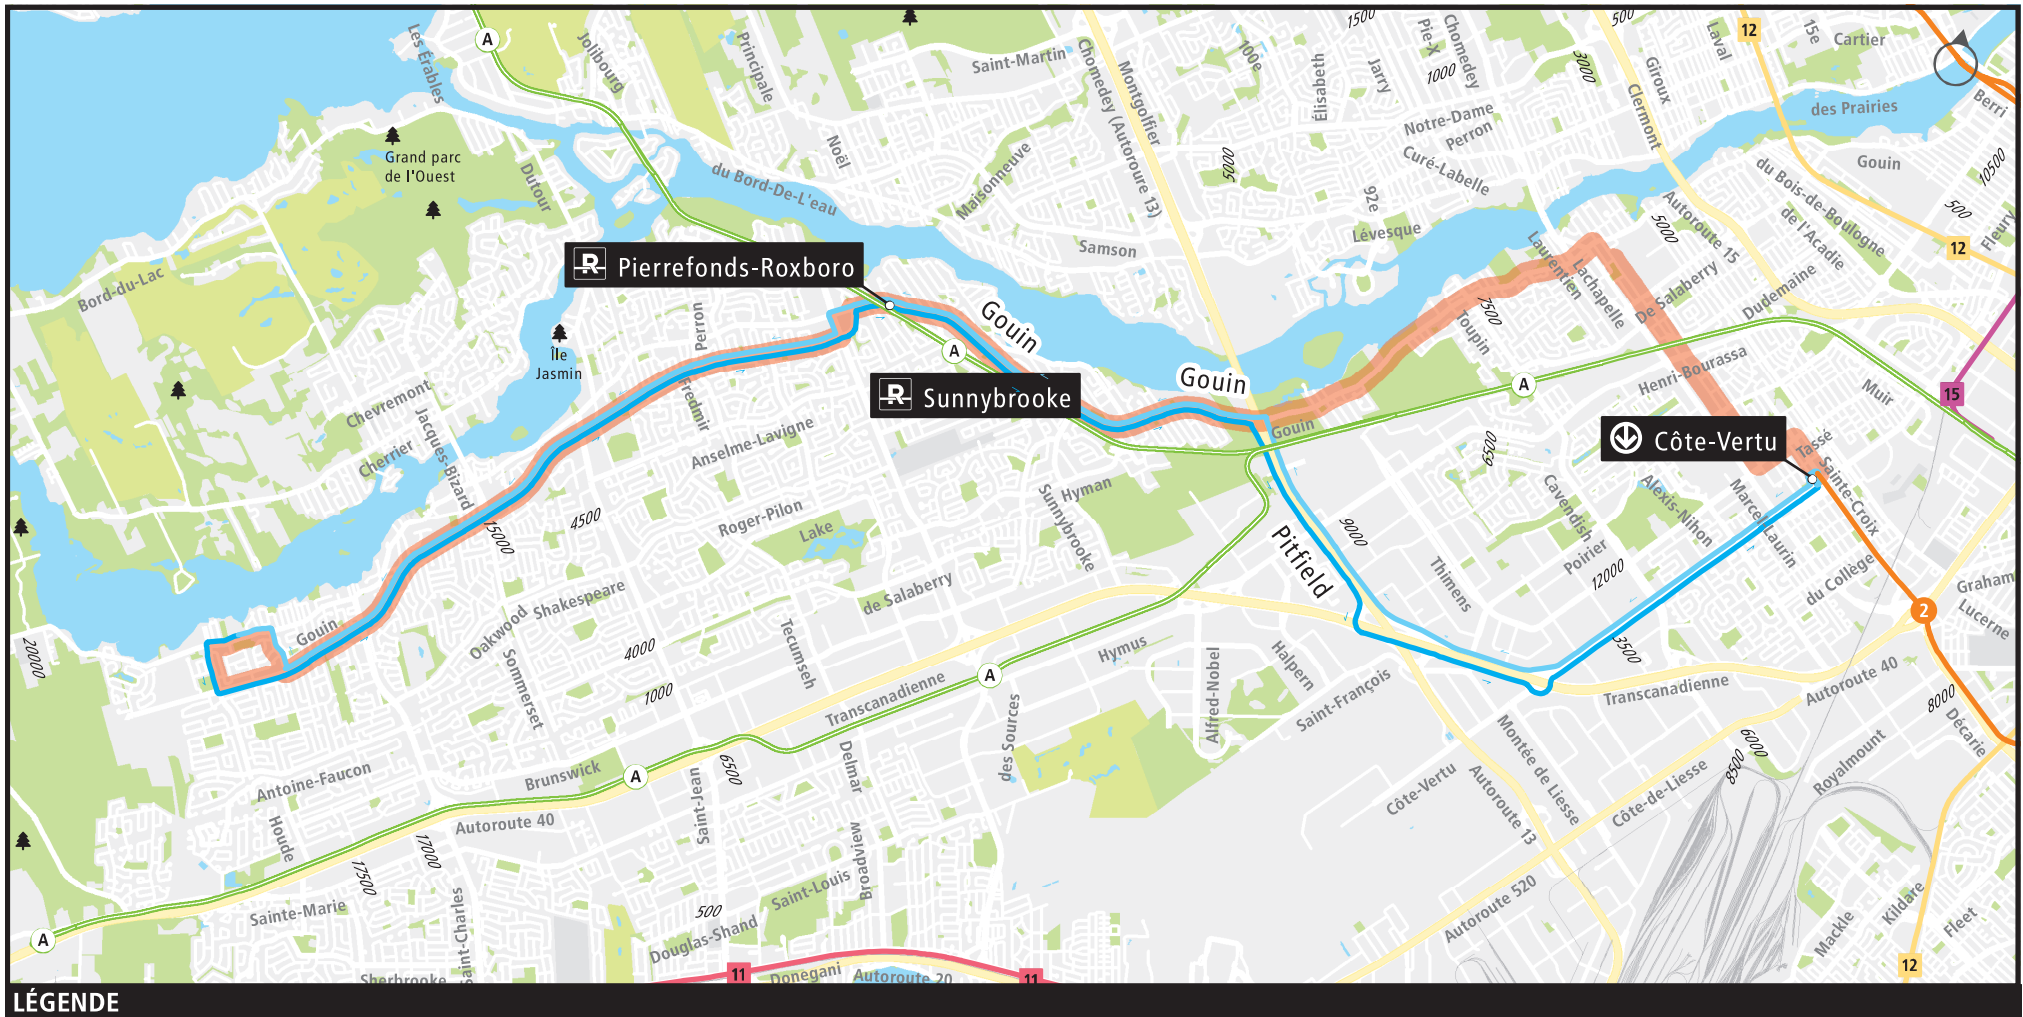 Les Érables
A
Jolibourg
Principale
Saint-Martin
Chomedey (Autoroure 13)
Montgolfier
100e
Élisabeth
1500
Jarry
Pie-X
Chomedey
1000
500
3000
Giroux
Laval
12
15e
Cartier
Clermont
des Prairies
Berri
Grand parc
de l'Ouest
Dutour
Noël
du Bord-De-L'eau
Maisonneuve
5000
Notre-Dame
Perron
Curé-Labelle
92e
Lévesque
Samson
Gouin
10500
du Bois-de-Boulogne
de l'Acadie
500
Fleury
12
Autoroute 15
5000
Bord-du-Lac
R Pierrefonds-Roxboro
Laurentien
Lachapelle
De Salaberry
Dudemaine
Île
Jasmin
Perron
Gouin
A
7500
Toupin
Henri-Bourassa
A
Muir
15
Gouin
R Sunnybrooke
Fredmir
Chevremont
Jacques-Bizard
Cherrier
Anselme-Lavigne
Gouin
6500
Côte-Vertu
Tassé
Sainte-Croix
Hyman
Sunnybrooke
15000
4500
Roger-Pilon
Lake
Pitfield
9000
Cavendish
Alexis-Nihon
Marcel Laurin
Poirier
12000
du Collège
Thimens
Graham
Lucerne
2
de Salaberry
Shakespeare
Oakwood
Gouin
20000
4000
Tecumseh
Sommerset
1000
Hymus
A
Transcanadienne
Alfred-Nobel
Halpern
Saint-François
3500
Transcanadienne
Autoroute 40
8000
Décarie
des Sources
Delmar
6500
Saint-Jean
Brunswick
A
Antoine-Faucon
Autoroute 40
Houde
17000
17500
Montée de Liesse
Côte-Vertu
Autoroute 13
Côte-de-Liesse
6000
8500
Royalmount
Broadview
Saint-Louis
500
Douglas-Shand
Sainte-Marie
Saint-Charles
Sherbrooke
A
Autoroute 520
Mackle
Kildare
Fleet
12
11
Donegani
Autoroute 20
11
LÉGENDE